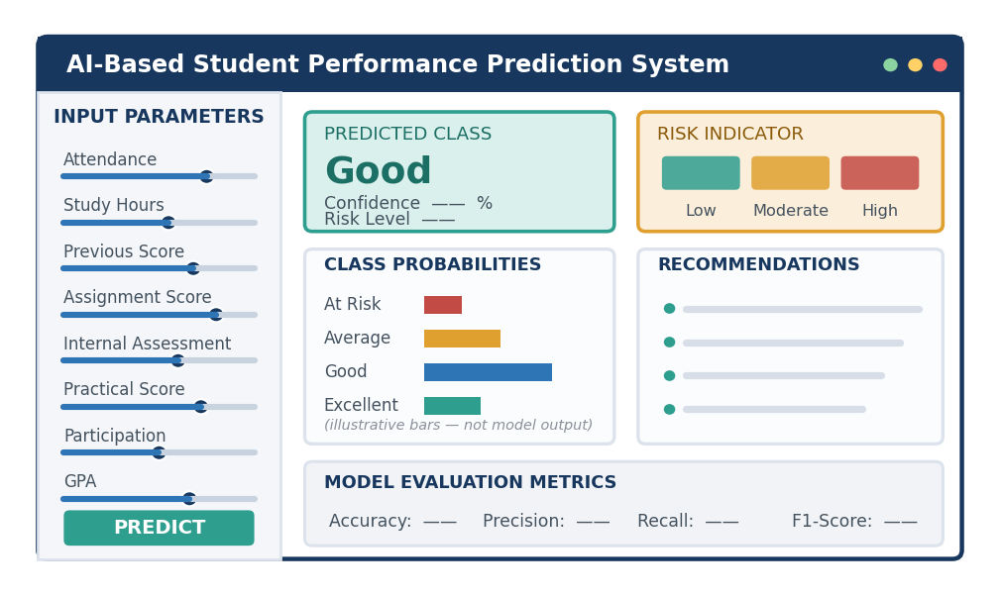 AI-Based Student Performance Prediction System
INPUT PARAMETERS
Attendance
Study Hours
Previous Score
Assignment Score
Internal Assessment
Practical Score
Participation
GPA
PREDICT
PREDICTED CLASS
Good
Confidence —— %
Risk Level ——
RISK INDICATOR
Low Moderate High
CLASS PROBABILITIES
At Risk
Average
Good
Excellent
(illustrative bars — not model output)
RECOMMENDATIONS
MODEL EVALUATION METRICS
Accuracy: —— Precision: —— Recall: —— F1-Score: ——